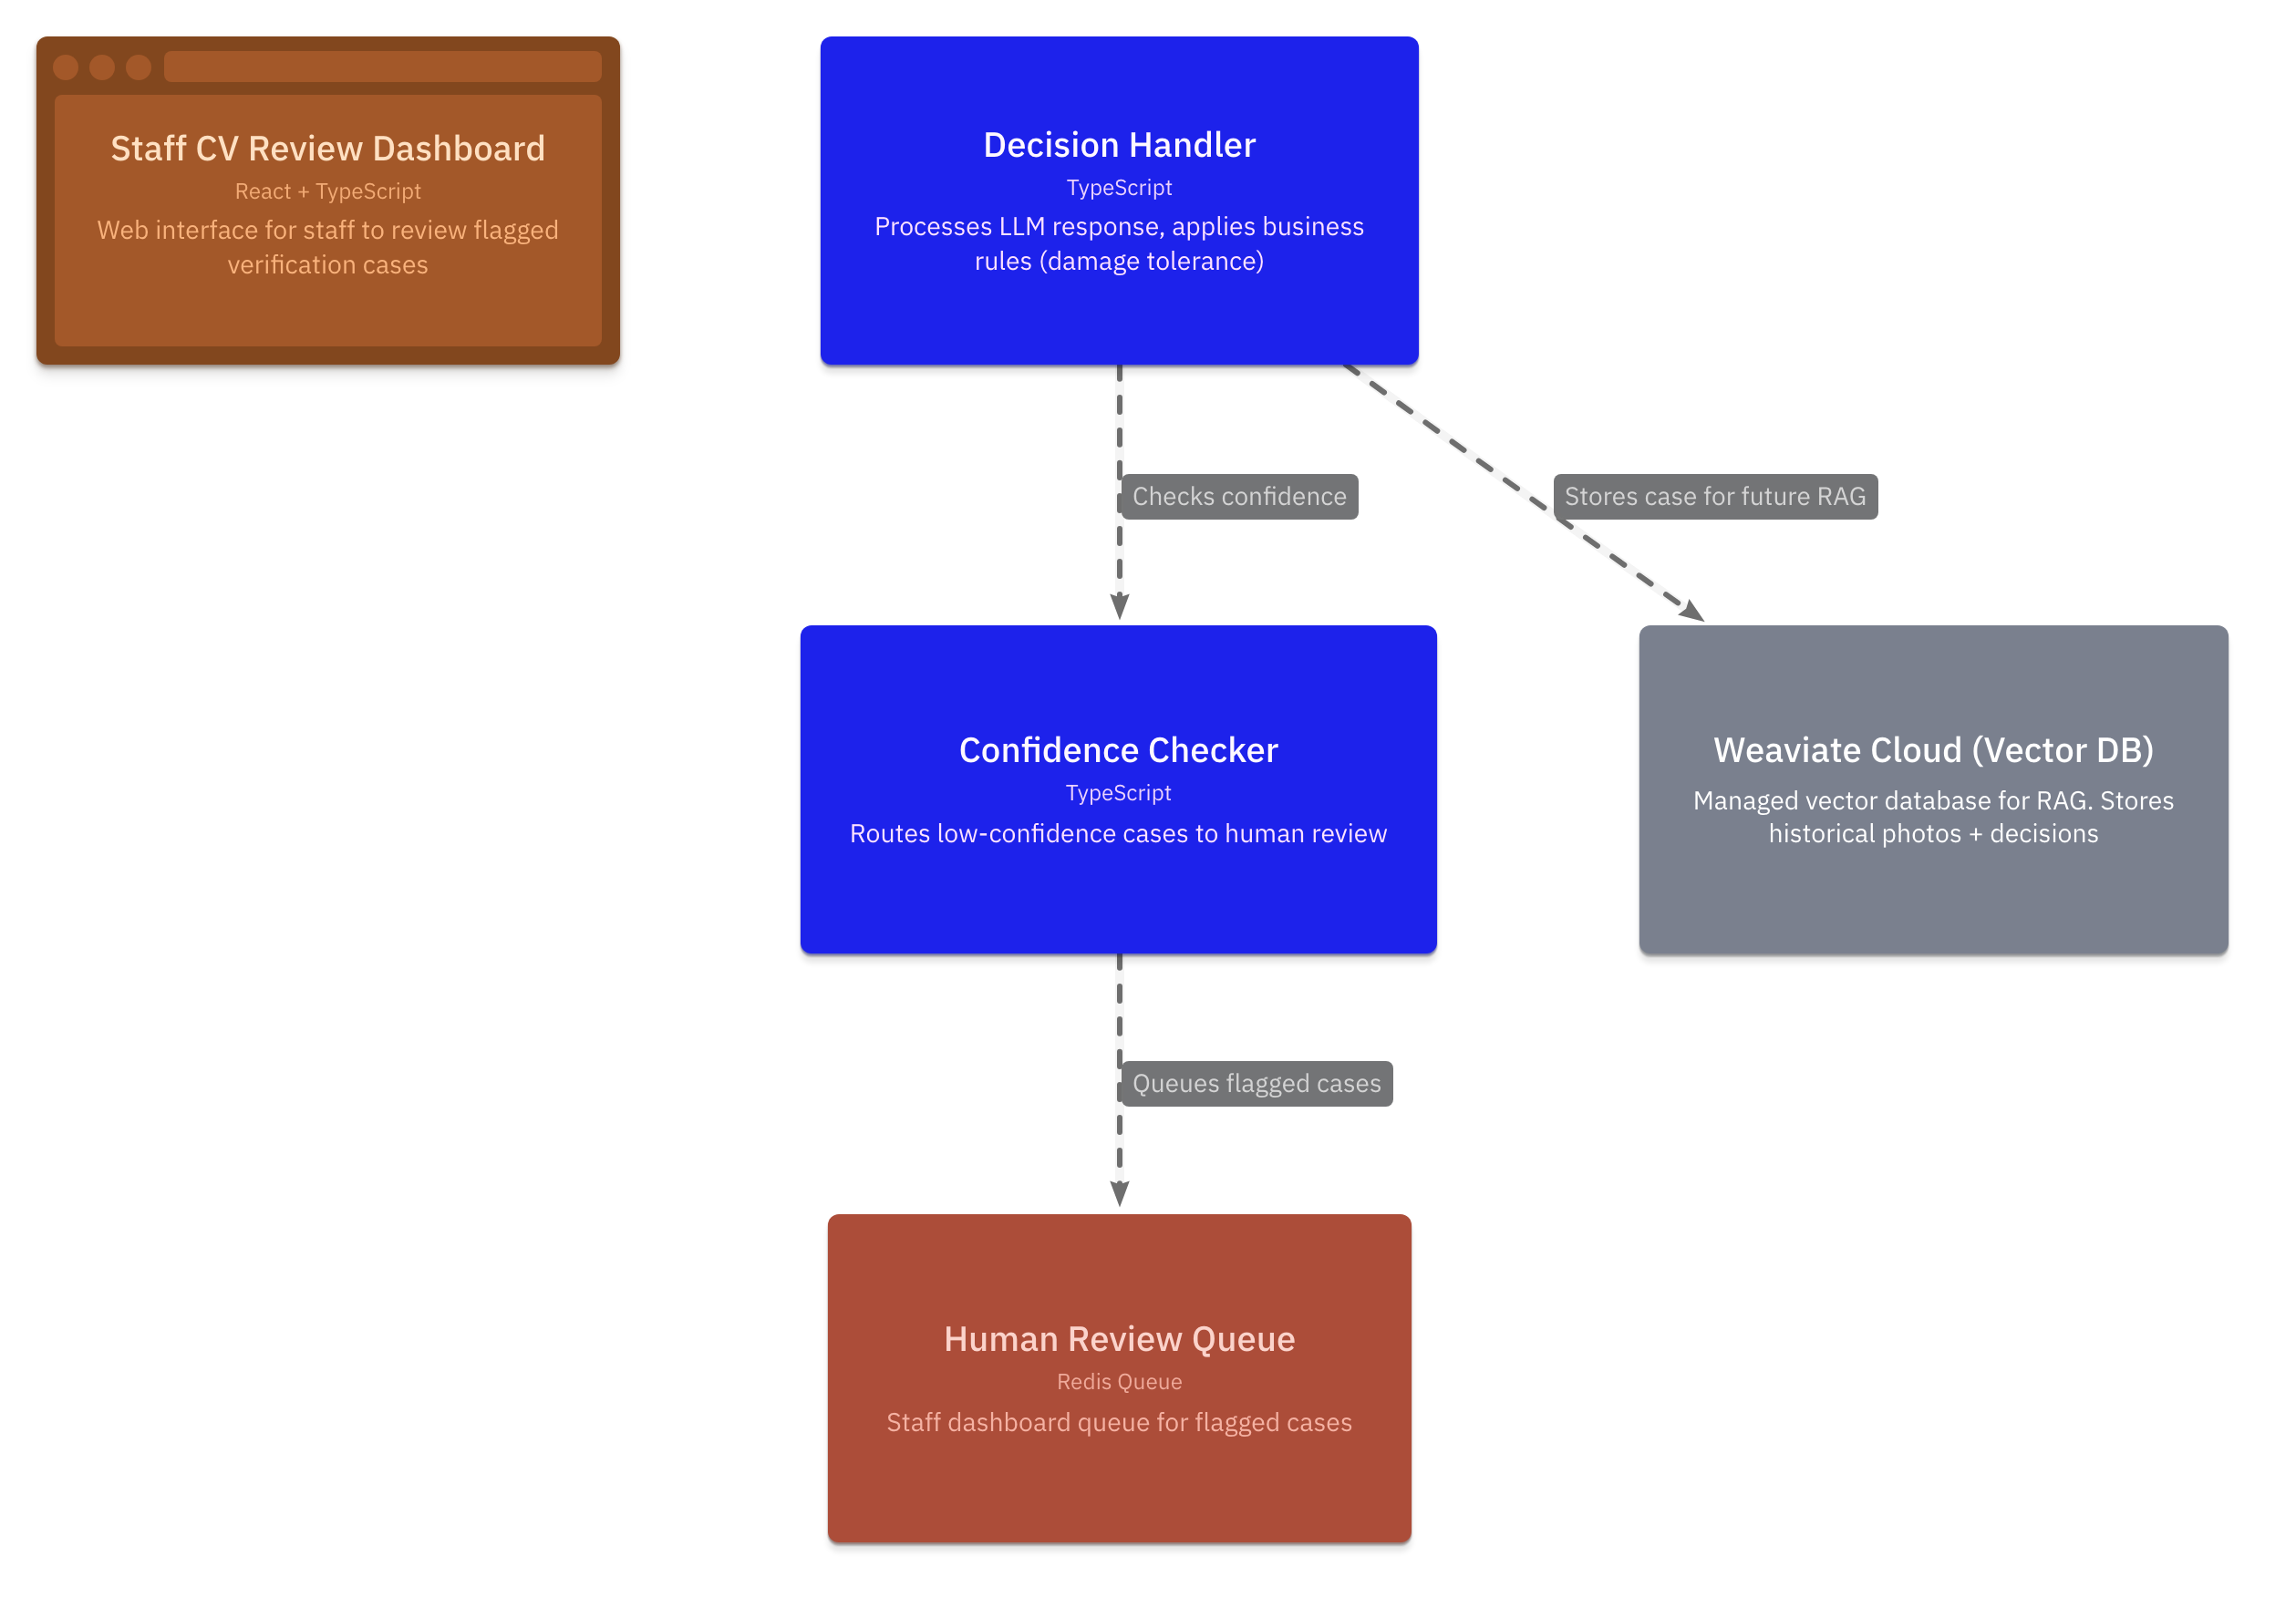 Staff CV Review Dashboard
React + TypeScript
Web interface for staff to review flagged
verification cases
Decision Handler
TypeScript
Processes LLM response, applies business
rules (damage tolerance)
Checks confidence
Stores case for future RAG
Confidence Checker
TypeScript
Routes low-confidence cases to human review
Weaviate Cloud (Vector DB)
Managed vector database for RAG. Stores
historical photos + decisions
Queues flagged cases
Human Review Queue
Redis Queue
Staff dashboard queue for flagged cases